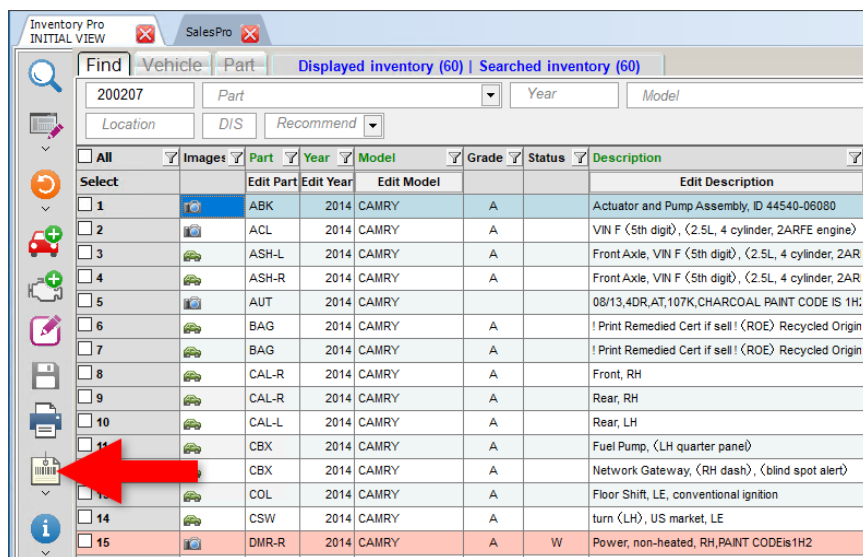 Inventory Pro
INITIAL VIEW
SalesPro
Find Vehicle Part Displayed inventory (60) | Searched inventory (60)
200207 Part Year Model
Location DIS Recommend
All Images Part Year Model Grade Status Description
Select Edit Part Edit Year Edit Model Edit Description
1 ABK 2014 CAMRY A Actuator and Pump Assembly, ID 44540-06080
2 ACL 2014 CAMRY A VIN F (5th digit), (2.5L, 4 cylinder, 2ARFE engine)
3 ASH-L 2014 CAMRY A Front Axle, VIN F (5th digit), (2.5L, 4 cylinder, 2AR
4 ASH-R 2014 CAMRY A Front Axle, VIN F (5th digit), (2.5L, 4 cylinder, 2AR
5 AUT 2014 CAMRY 08/13,4DR,AT,107K,CHARCOAL PAINT CODE IS 1H2
6 BAG 2014 CAMRY A ! Print Remedied Cert if sell ! (ROE) Recycled Origin
7 BAG 2014 CAMRY A ! Print Remedied Cert if sell ! (ROE) Recycled Origin
8 CAL-R 2014 CAMRY A Front, RH
9 CAL-R 2014 CAMRY A Rear, RH
10 CAL-L 2014 CAMRY A Rear, LH
11 CBX 2014 CAMRY A Fuel Pump, (LH quarter panel)
CBX 2014 CAMRY A Network Gateway, (RH dash), (blind spot alert)
13 COL 2014 CAMRY A Floor Shift, LE, conventional ignition
14 CSW 2014 CAMRY A turn (LH), US market, LE
15 DMR-R 2014 CAMRY A W Power, non-heated, RH,PAINT CODEis1H2